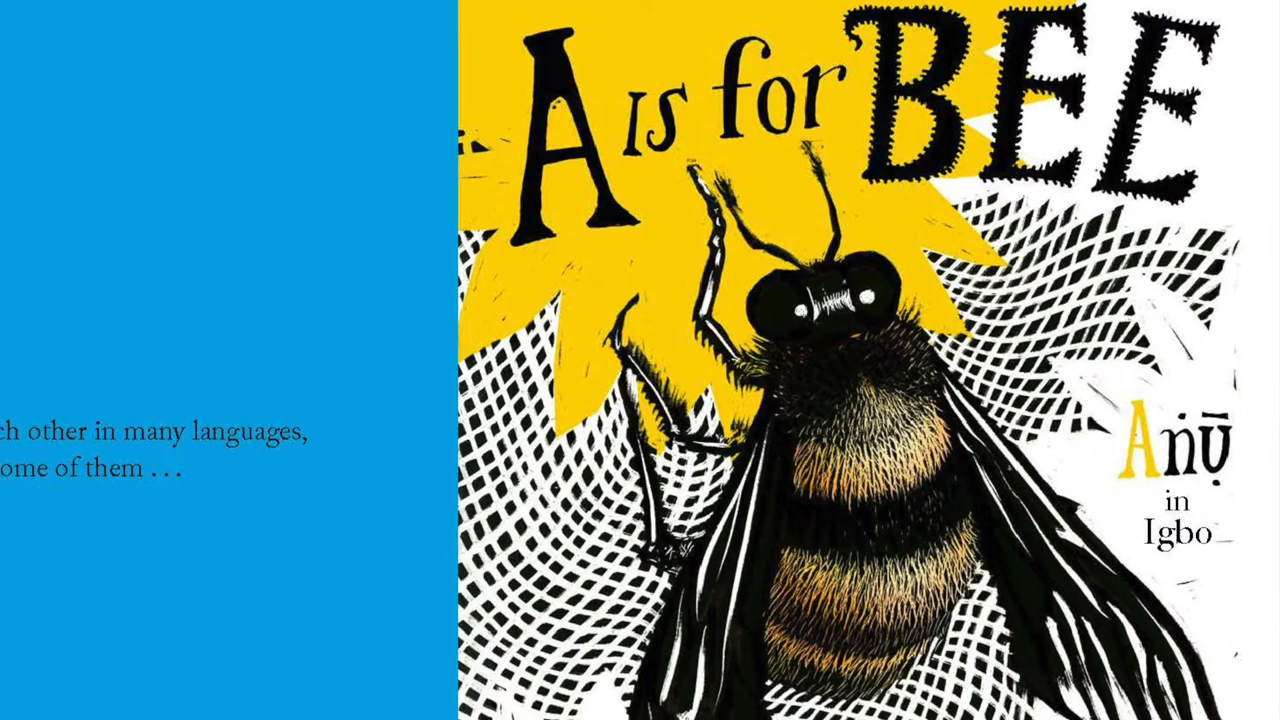 ch other in many languages,
ome of them . . .
A IS for BEE
Aṅụ̄
in
Igbo